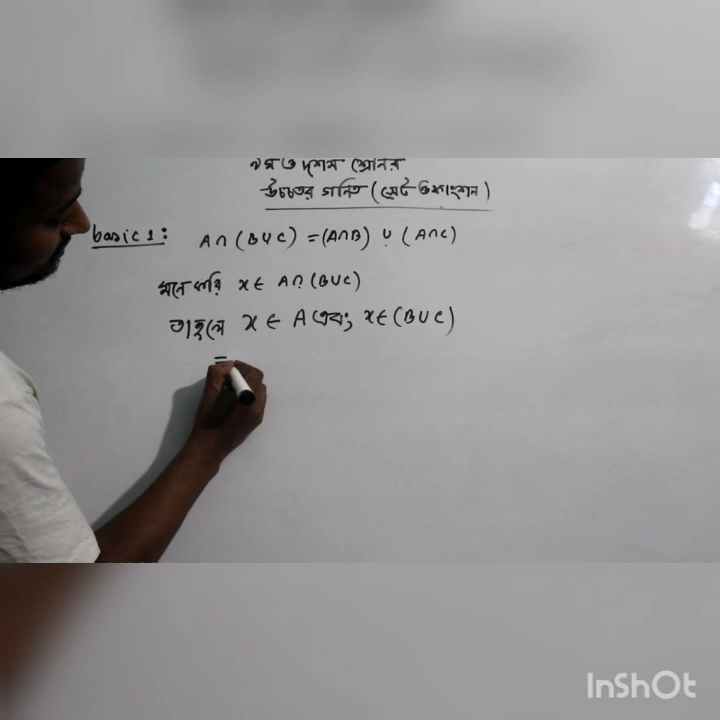 নবম ও দশম শ্রেনির
উচ্চতর গনিত (সেট ও ফাংশন)
basic 1: A∩(B∪C) = (A∩B) ∪ (A∩C)
মনে করি x ∈ A∩(B∪C)
তাহলে x ∈ A এবং, x ∈ (B∪C)
=
InShOt